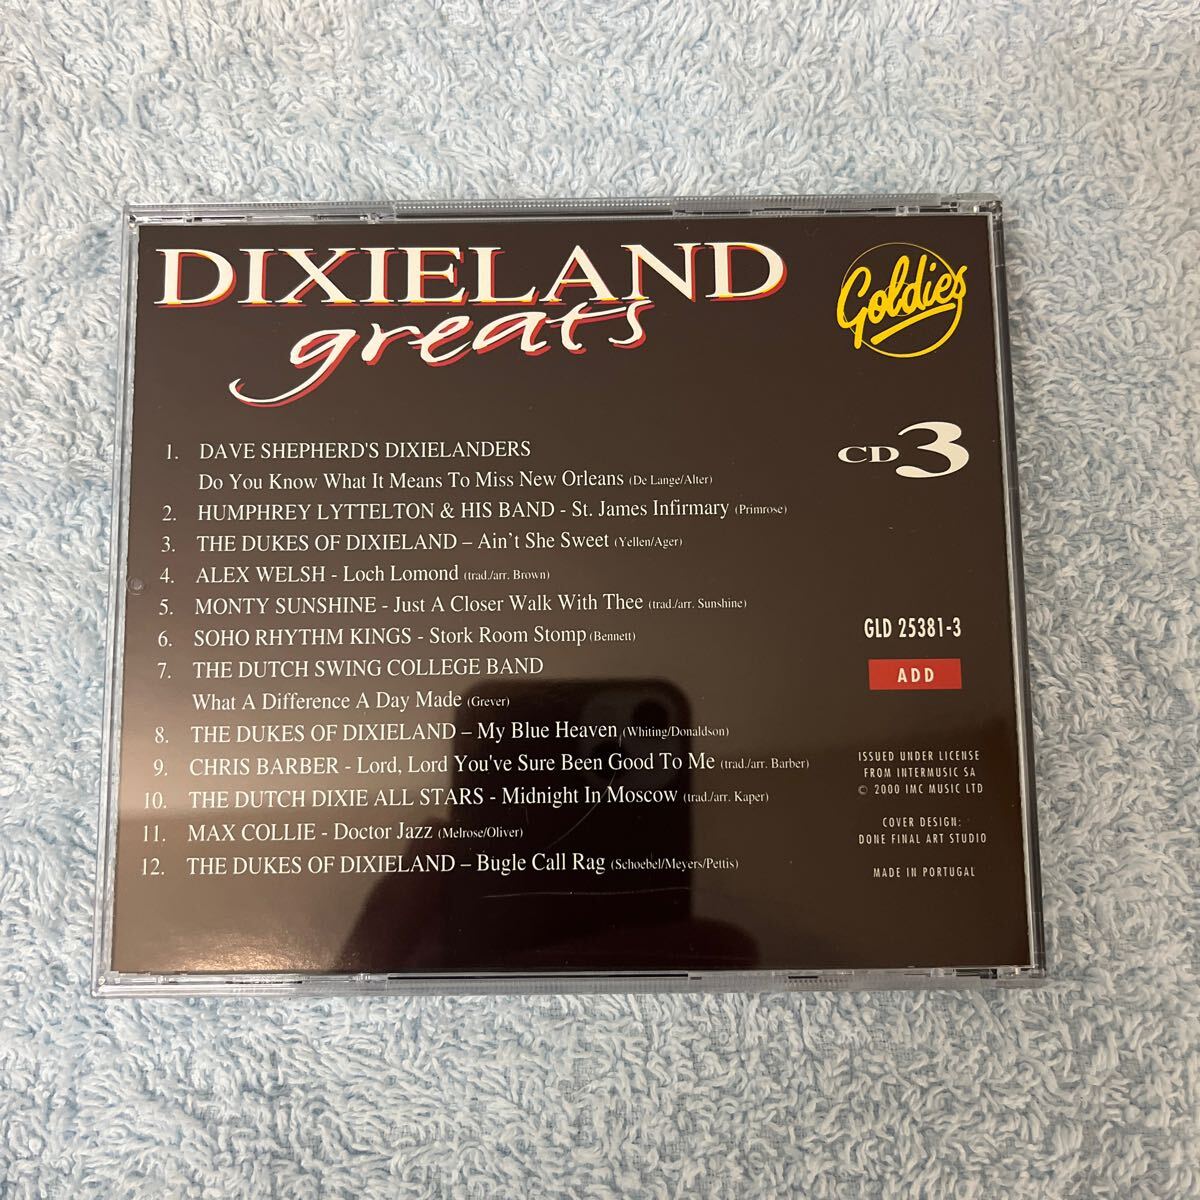 DIXIELAND
greats
Goldies
CD 3
1. DAVE SHEPHERD'S DIXIELANDERS
Do You Know What It Means To Miss New Orleans (De Lange/Alter)
2. HUMPHREY LYTTELTON & HIS BAND - St. James Infirmary (Primrose)
3. THE DUKES OF DIXIELAND – Ain't She Sweet (Yellen/Ager)
4. ALEX WELSH - Loch Lomond (trad./arr. Brown)
5. MONTY SUNSHINE - Just A Closer Walk With Thee (trad./arr. Sunshine)
6. SOHO RHYTHM KINGS - Stork Room Stomp (Bennett)
7. THE DUTCH SWING COLLEGE BAND
What A Difference A Day Made (Grever)
8. THE DUKES OF DIXIELAND – My Blue Heaven (Whiting/Donaldson)
9. CHRIS BARBER - Lord, Lord You've Sure Been Good To Me (trad./arr. Barber)
10. THE DUTCH DIXIE ALL STARS - Midnight In Moscow (trad./arr. Kaper)
11. MAX COLLIE - Doctor Jazz (Melrose/Oliver)
12. THE DUKES OF DIXIELAND – Bugle Call Rag (Schoebel/Meyers/Pettis)
GLD 25381-3
ADD
ISSUED UNDER LICENSE
FROM INTERMUSIC SA
© 2000 IMC MUSIC LTD
COVER DESIGN:
DONE FINAL ART STUDIO
MADE IN PORTUGAL